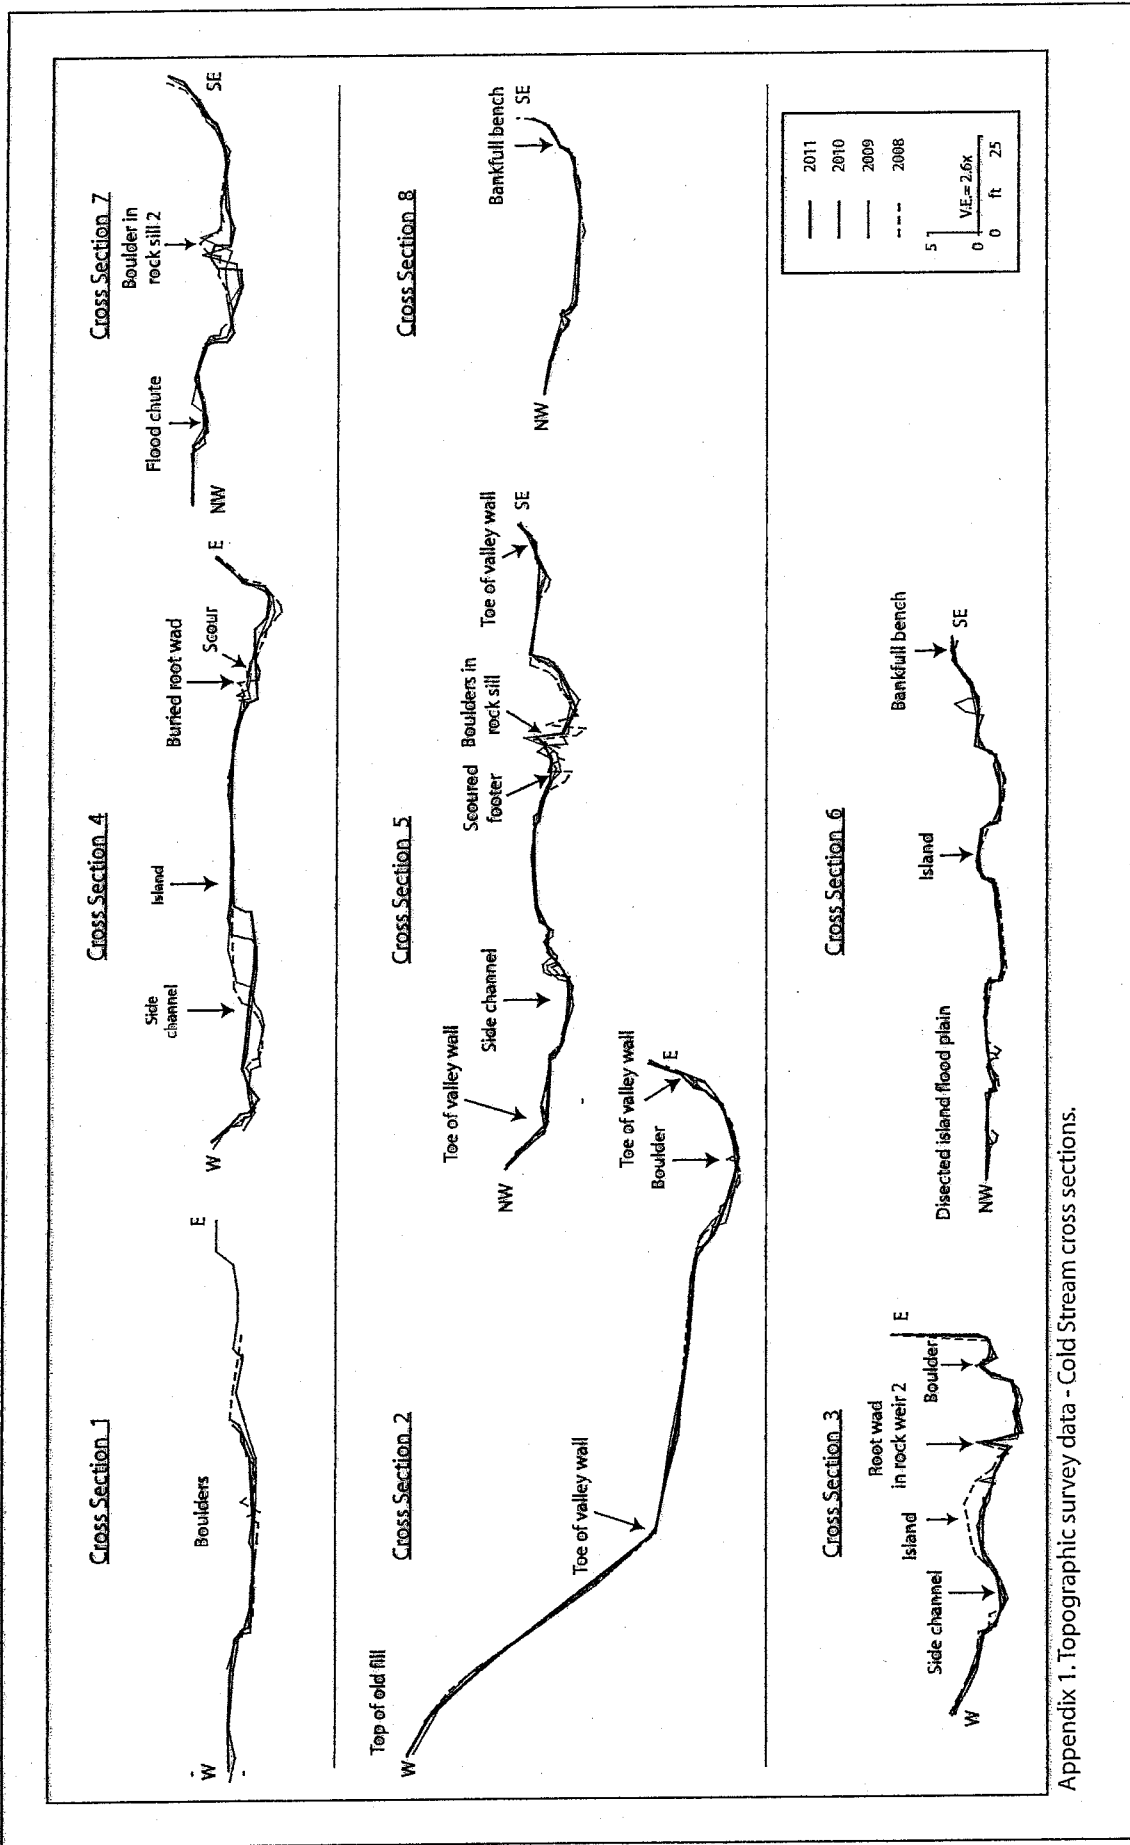 Cross Section 1
W
Boulders
E
Cross Section 4
W
Side
channel
Island
Buried root wad
Scour
E
Cross Section 7
NW
Flood chute
Boulder in
rock sill 2
SE
Cross Section 2
W
Top of old fill
Toe of valley wall
Boulder
Toe of valley wall
E
Cross Section 5
NW
Toe of valley wall
Side channel
Scoured
footer
Boulders in
rock sill
Toe of valley wall
SE
Cross Section 8
NW
Bankfull bench
SE
Cross Section 3
W
Side channel
Island
Root wad
in rock weir 2
Boulder
E
Cross Section 6
NW
Disected island flood plain
Island
Bankfull bench
SE
2011
2010
2009
2008
5
V.E.= 2.6x
0
0 ft 25
Appendix 1. Topographic survey data - Cold Stream cross sections.